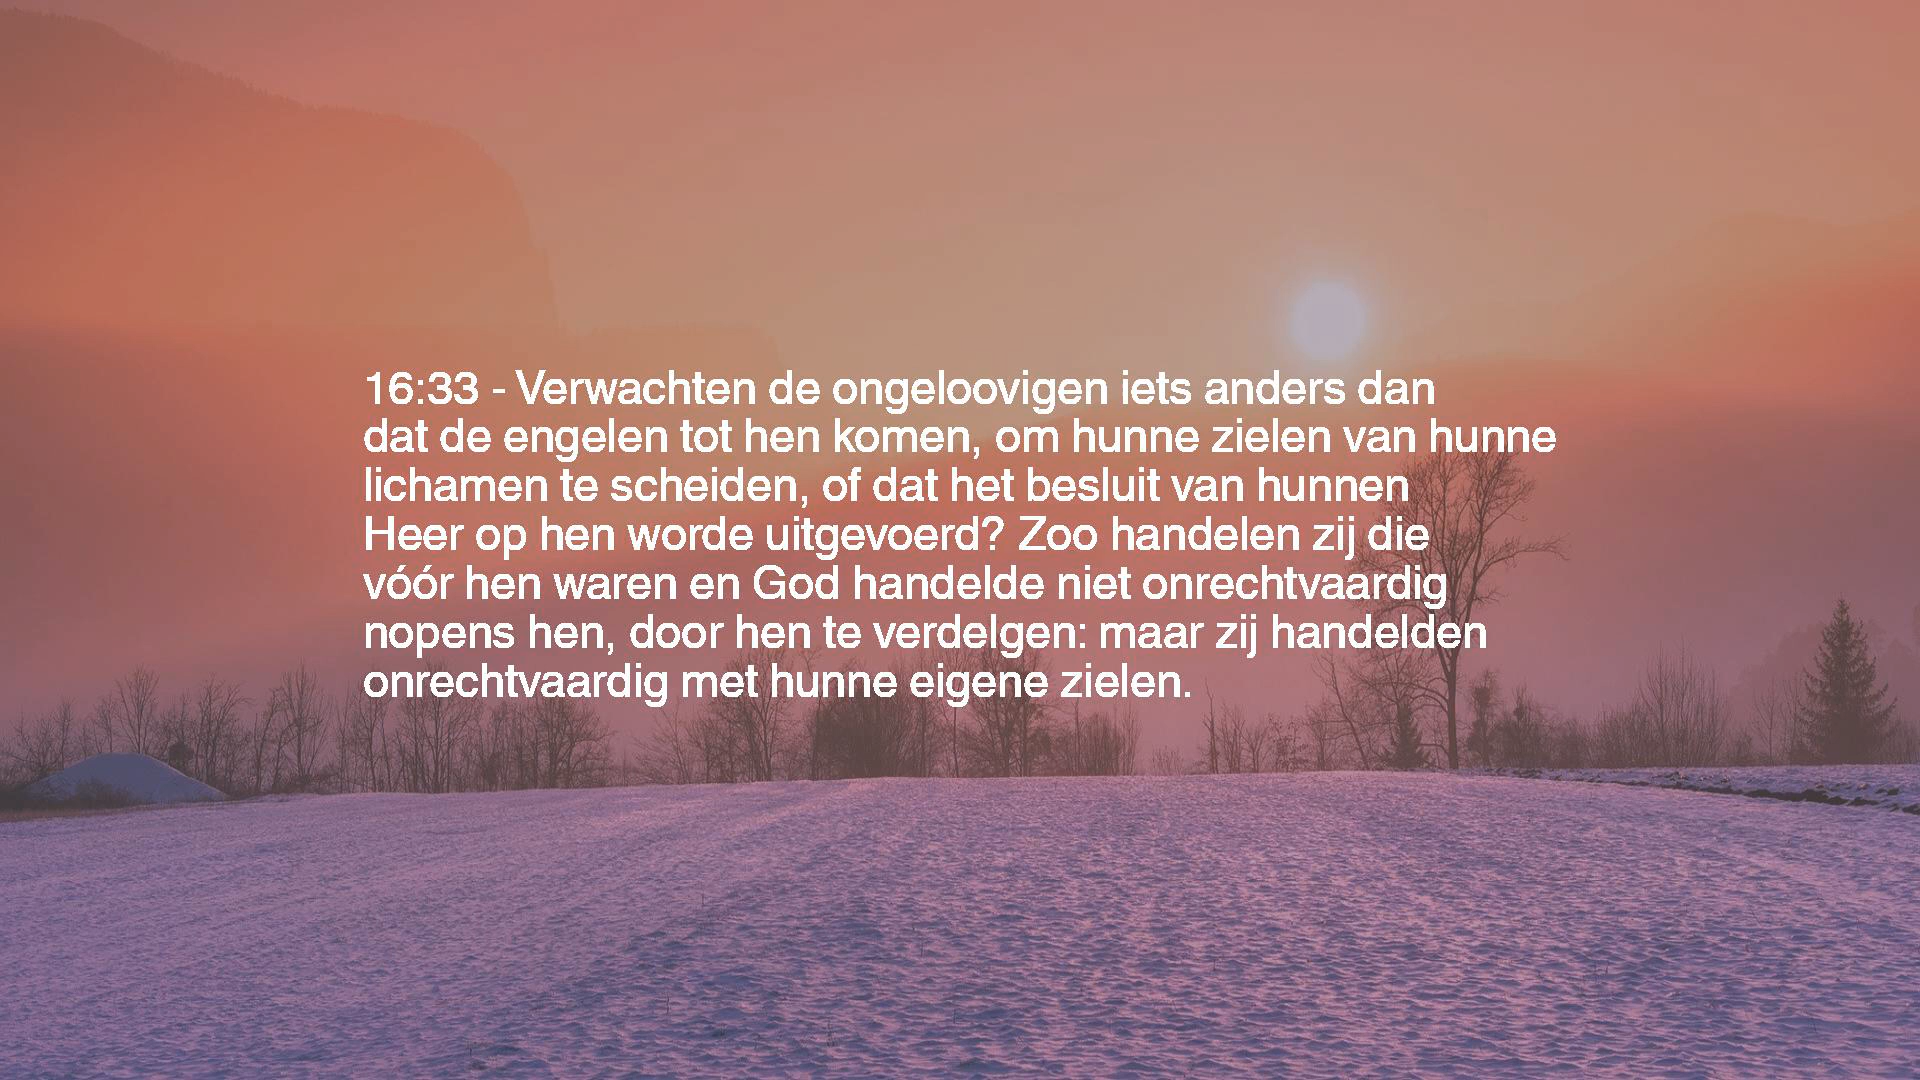 16:33 - Verwachten de ongeloovigen iets anders dan
dat de engelen tot hen komen, om hunne zielen van hunne
lichamen te scheiden, of dat het besluit van hunnen
Heer op hen worde uitgevoerd? Zoo handelen zij die
vóór hen waren en God handelde niet onrechtvaardig
nopens hen, door hen te verdelgen: maar zij handelden
onrechtvaardig met hunne eigene zielen.